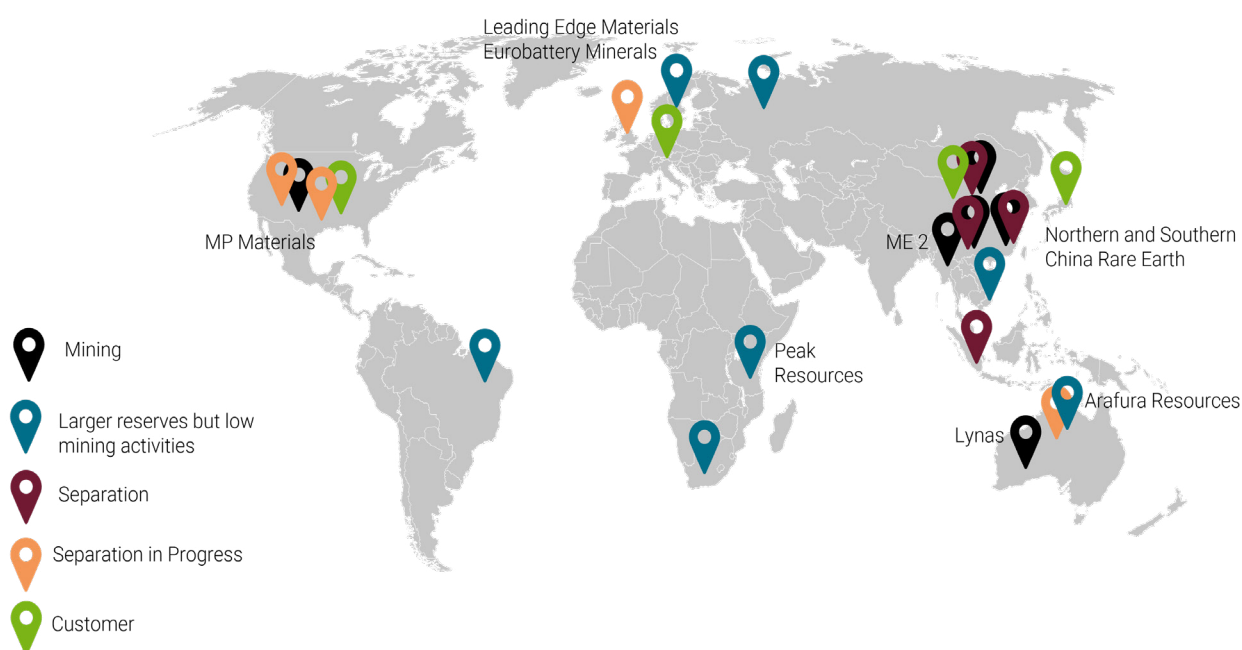 Leading Edge Materials
Eurobattery Minerals
MP Materials
ME 2
Northern and Southern
China Rare Earth
Mining
Peak
Resources
Larger reserves but low
mining activities
Arafura Resources
Lynas
Separation
Separation in Progress
Customer